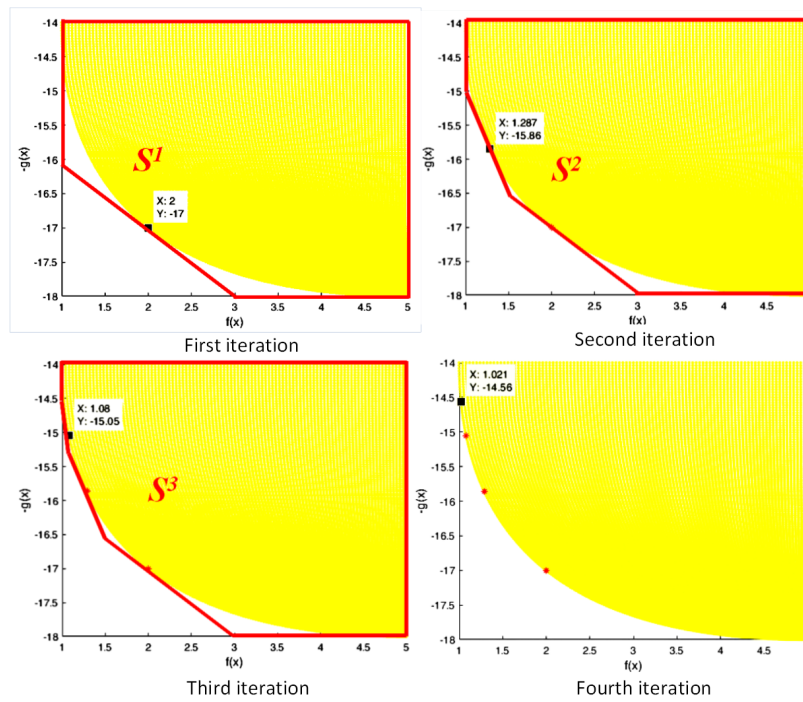 -14
-14.5
-15
-15.5
-16
-16.5
-17
-17.5
-18
-g(x)
S¹
X: 2
Y: -17
1 1.5 2 2.5 3 3.5 4 4.5 5
f(x)
First iteration
-14
-14.5
-15
-15.5
-16
-16.5
-17
-17.5
-18
-g(x)
X: 1.287
Y: -15.86
S²
1 1.5 2 2.5 3 3.5 4 4.5
f(x)
Second iteration
-14
-14.5
-15
-15.5
-16
-16.5
-17
-17.5
-18
-g(x)
X: 1.08
Y: -15.05
S³
1 1.5 2 2.5 3 3.5 4 4.5 5
f(x)
Third iteration
-14
-14.5
-15
-15.5
-16
-16.5
-17
-17.5
-18
-g(x)
X: 1.021
Y: -14.56
1 1.5 2 2.5 3 3.5 4 4.5
f(x)
Fourth iteration